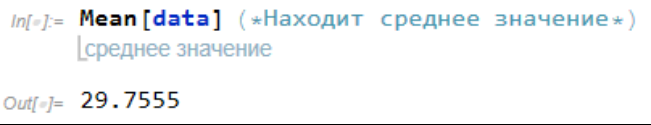 In[•]:= Mean[data] (*Находит среднее значение*)
среднее значение
Out[•]= 29.7555